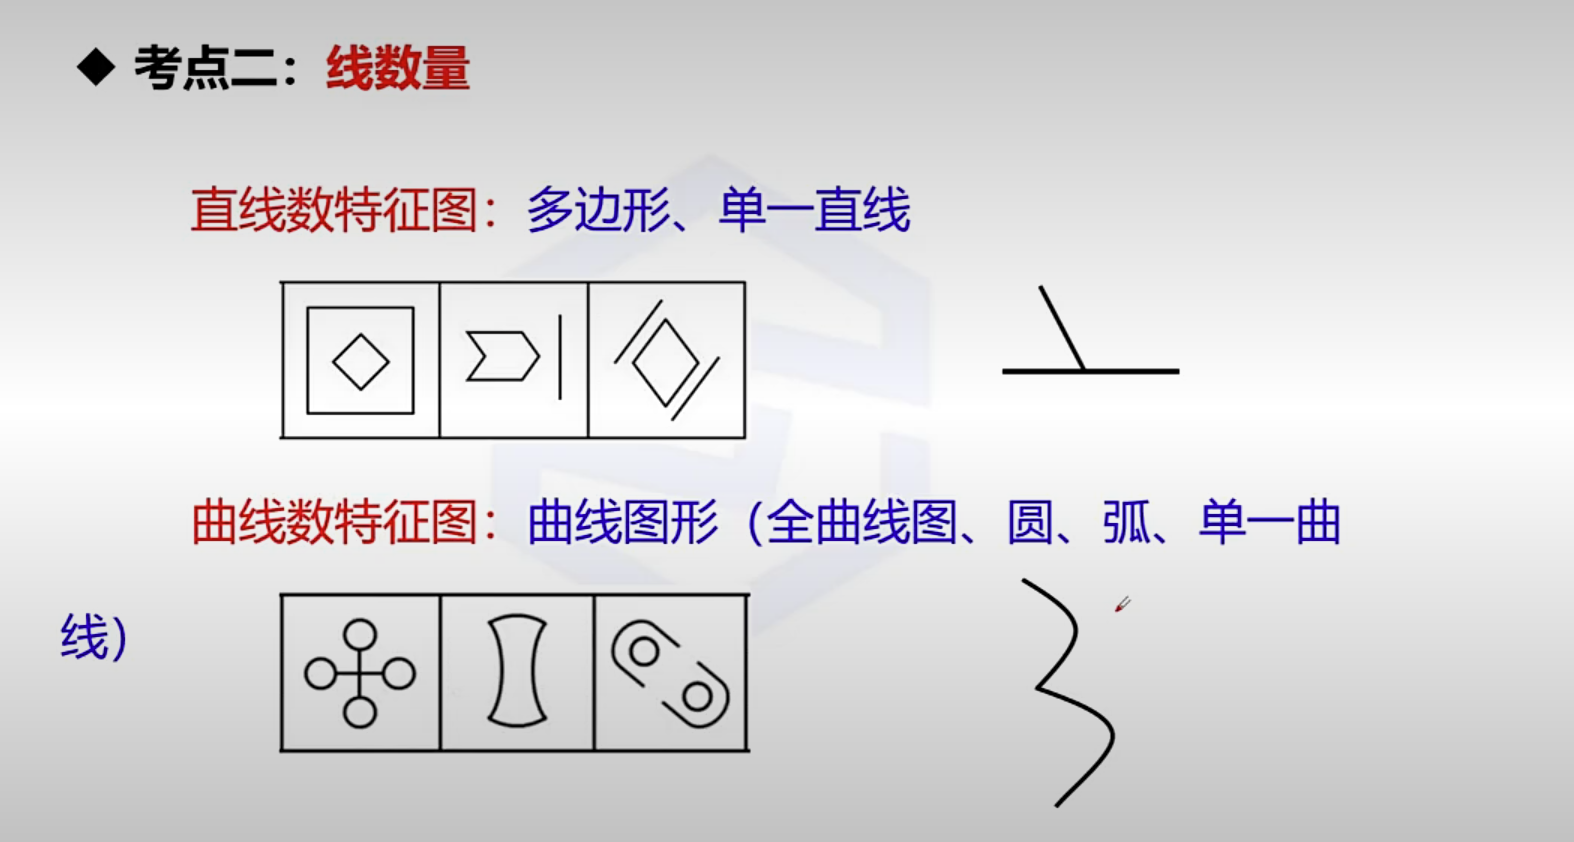 ◆ 考点二：线数量
直线数特征图：多边形、单一直线
曲线数特征图：曲线图形（全曲线图、圆、弧、单一曲
线）